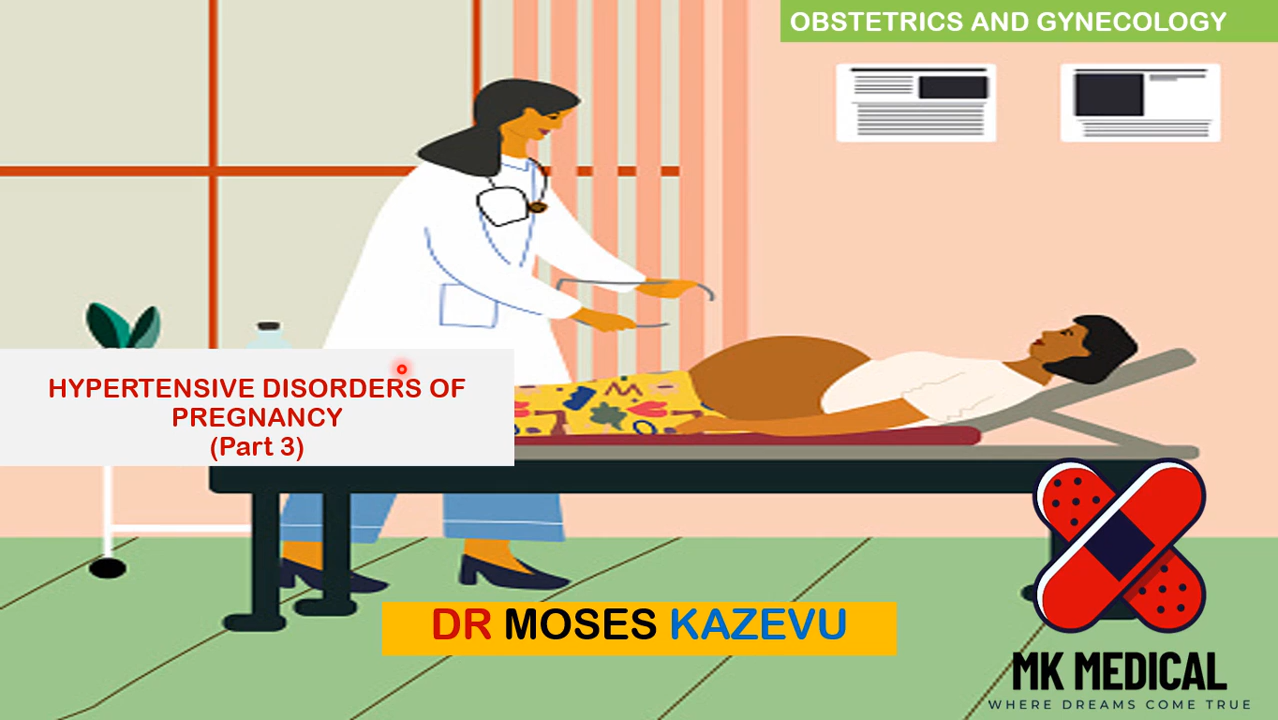 OBSTETRICS AND GYNECOLOGY
HYPERTENSIVE DISORDERS OF
PREGNANCY
(Part 3)
DR MOSES KAZEVU
MK MEDICAL
WHERE DREAMS COME TRUE